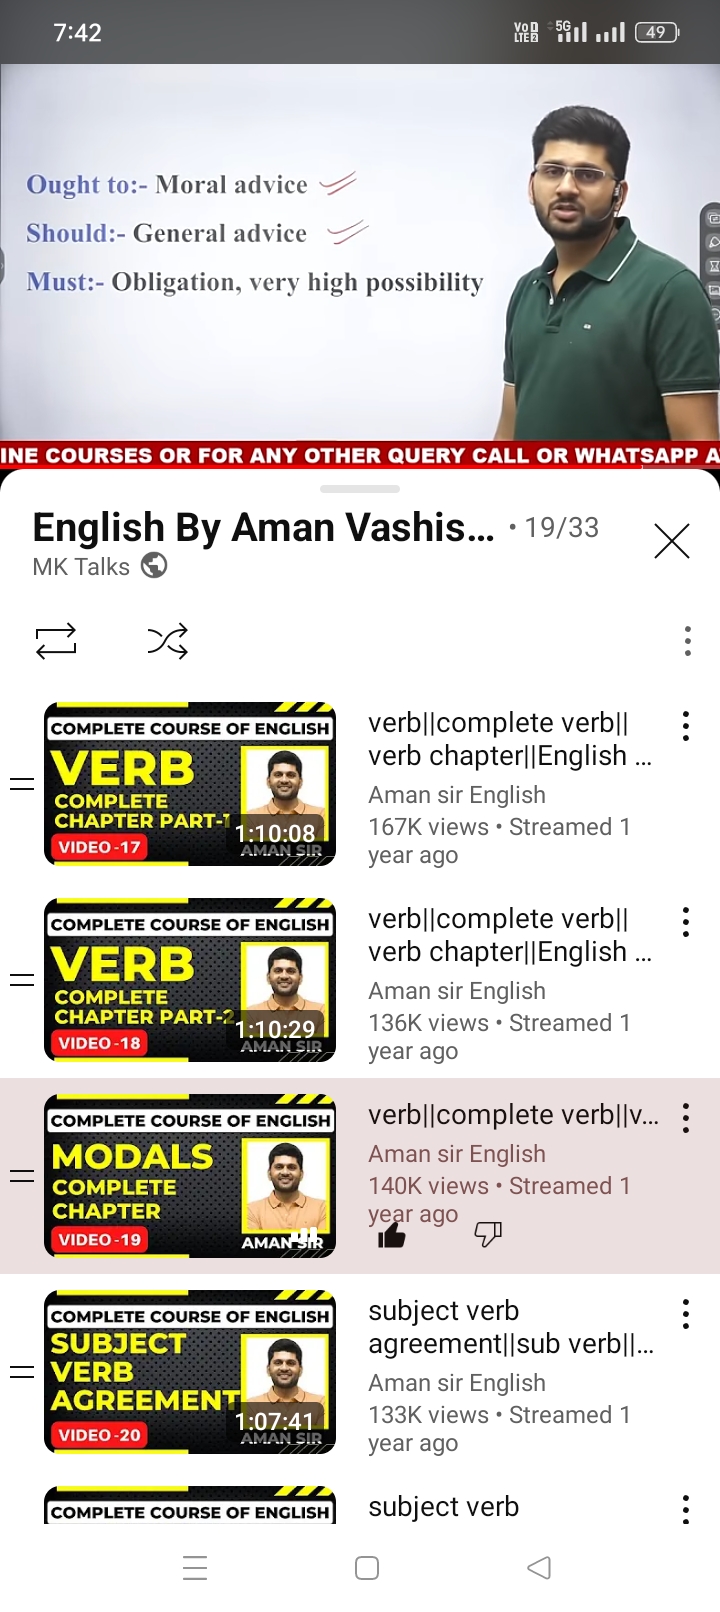 7:42
VoD
LTE2
5G
49
Ought to:- Moral advice
Should:- General advice
Must:- Obligation, very high possibility
INE COURSES OR FOR ANY OTHER QUERY CALL OR WHATSAPP A
English By Aman Vashis... • 19/33
MK Talks
COMPLETE COURSE OF ENGLISH
VERB
COMPLETE
CHAPTER PART-1
VIDEO -17
1:10:08
AMAN SIR
verb||complete verb||
verb chapter||English ...
Aman sir English
167K views • Streamed 1
year ago
COMPLETE COURSE OF ENGLISH
VERB
COMPLETE
CHAPTER PART-2
VIDEO -18
1:10:29
AMAN SIR
verb||complete verb||
verb chapter||English ...
Aman sir English
136K views • Streamed 1
year ago
COMPLETE COURSE OF ENGLISH
MODALS
COMPLETE
CHAPTER
VIDEO -19
AMAN SIR
verb||complete verb||v...
Aman sir English
140K views • Streamed 1
year ago
COMPLETE COURSE OF ENGLISH
SUBJECT
VERB
AGREEMENT
VIDEO -20
1:07:41
AMAN SIR
subject verb
agreement||sub verb||...
Aman sir English
133K views • Streamed 1
year ago
COMPLETE COURSE OF ENGLISH
subject verb